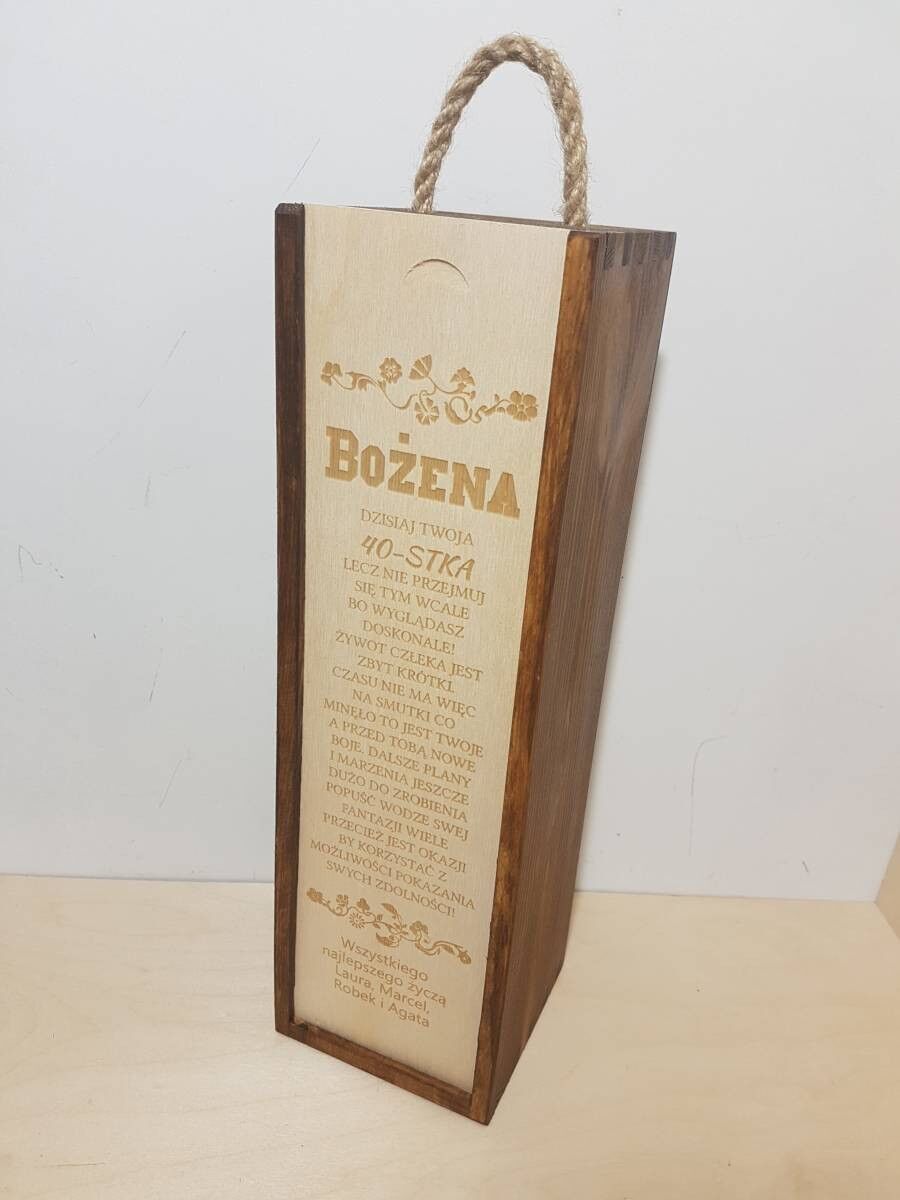 BOŻENA
DZISIAJ TWOJA
40-STKA
LECZ NIE PRZEJMUJ
SIĘ TYM WCALE
BO WYGLĄDASZ
DOSKONALE!
ŻYWOT CZŁEKA JEST
ZBYT KRÓTKI.
CZASU NIE MA WIĘC
NA SMUTKI CO
MINĘŁO TO JEST TWOJE
A PRZED TOBĄ NOWE
BOJE. DALSZE PLANY
I MARZENIA JESZCZE
DUŻO DO ZROBIENIA
POPUŚĆ WODZE SWEJ
FANTAZJI WIELE
PRZECIEŻ JEST OKAZJI
BY KORZYSTAĆ Z
MOŻLIWOŚCI POKAZANIA
SWYCH ZDOLNOŚCI!
Wszystkiego
najlepszego życzą
Laura, Marcel,
Robek i Agata